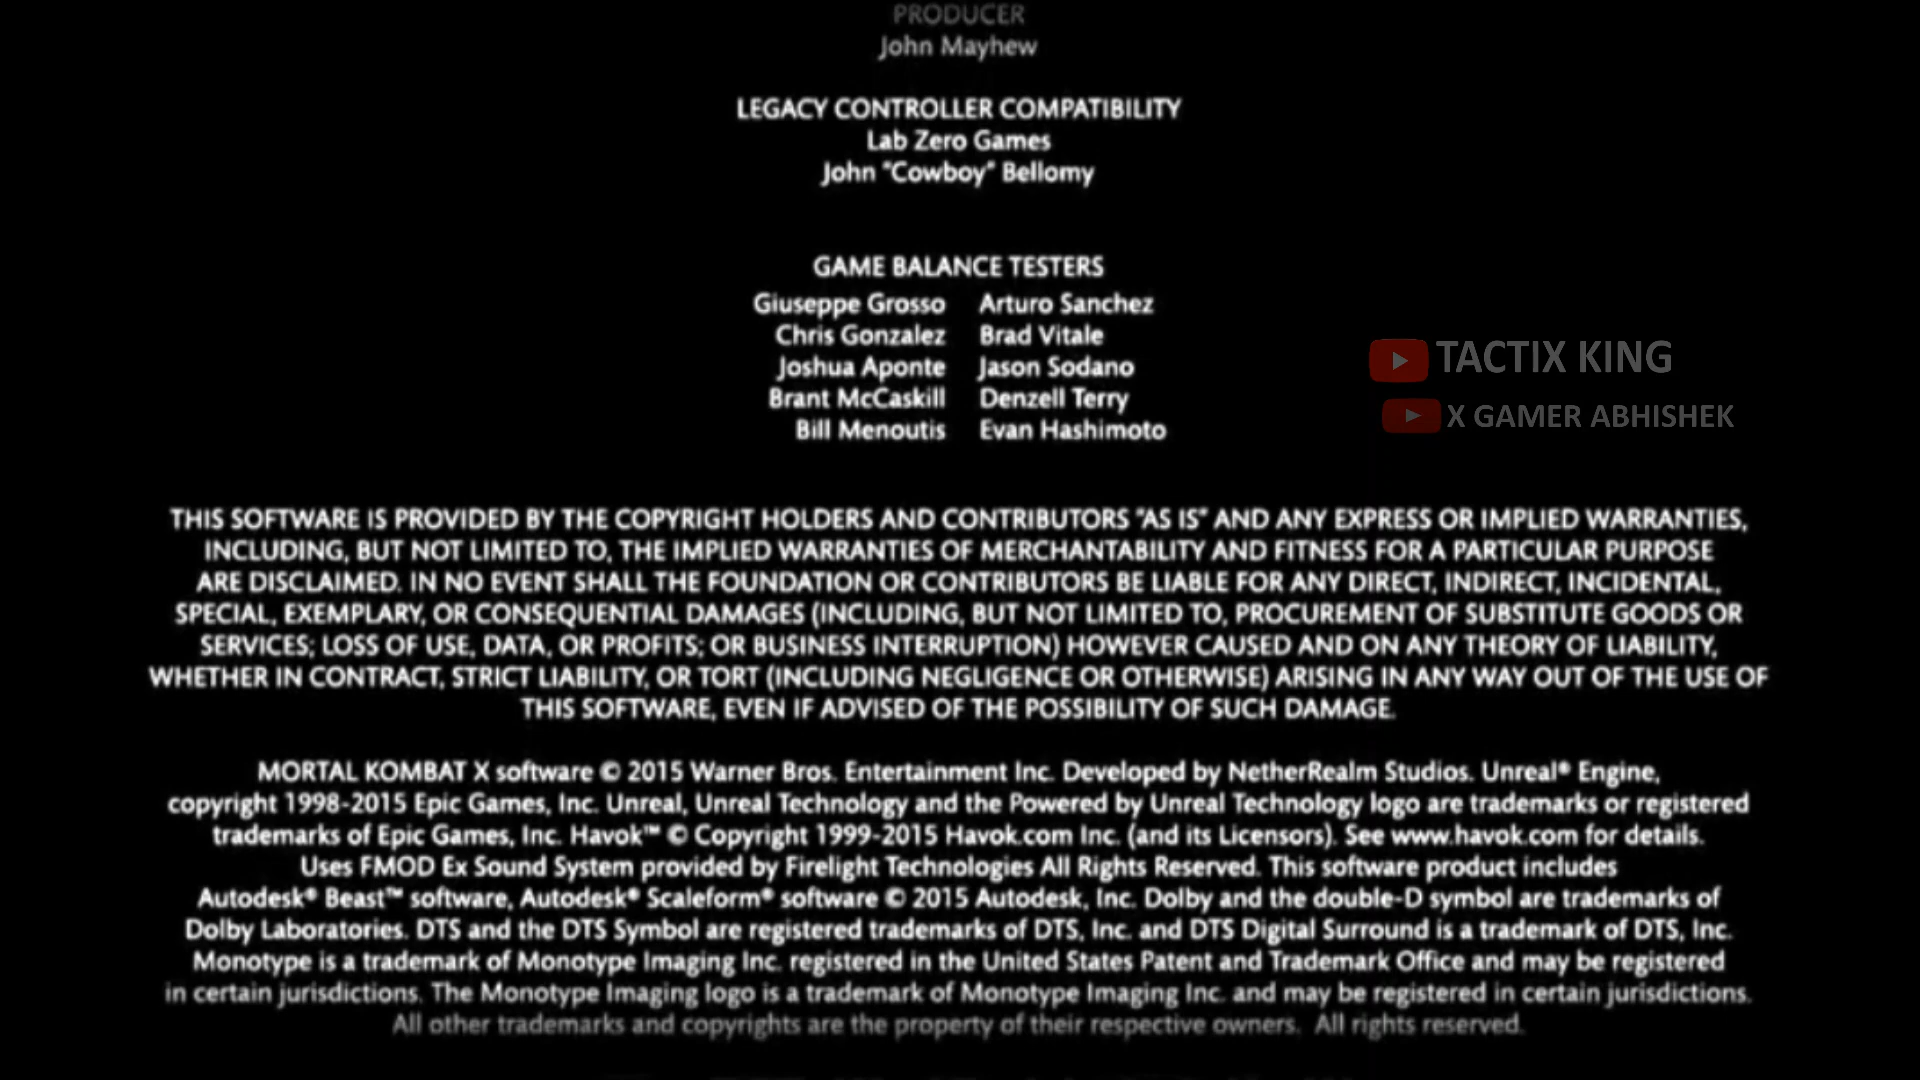 PRODUCER
John Mayhew
LEGACY CONTROLLER COMPATIBILITY
Lab Zero Games
John "Cowboy" Bellomy
GAME BALANCE TESTERS
Giuseppe Grosso Arturo Sanchez
Chris Gonzalez Brad Vitale
Joshua Aponte Jason Sodano
Brant McCaskill Denzell Terry
Bill Menoutis Evan Hashimoto
TACTIX KING
X GAMER ABHISHEK
THIS SOFTWARE IS PROVIDED BY THE COPYRIGHT HOLDERS AND CONTRIBUTORS "AS IS" AND ANY EXPRESS OR IMPLIED WARRANTIES,
INCLUDING, BUT NOT LIMITED TO, THE IMPLIED WARRANTIES OF MERCHANTABILITY AND FITNESS FOR A PARTICULAR PURPOSE
ARE DISCLAIMED. IN NO EVENT SHALL THE FOUNDATION OR CONTRIBUTORS BE LIABLE FOR ANY DIRECT, INDIRECT, INCIDENTAL,
SPECIAL, EXEMPLARY, OR CONSEQUENTIAL DAMAGES (INCLUDING, BUT NOT LIMITED TO, PROCUREMENT OF SUBSTITUTE GOODS OR
SERVICES; LOSS OF USE, DATA, OR PROFITS; OR BUSINESS INTERRUPTION) HOWEVER CAUSED AND ON ANY THEORY OF LIABILITY,
WHETHER IN CONTRACT, STRICT LIABILITY, OR TORT (INCLUDING NEGLIGENCE OR OTHERWISE) ARISING IN ANY WAY OUT OF THE USE OF
THIS SOFTWARE, EVEN IF ADVISED OF THE POSSIBILITY OF SUCH DAMAGE.
MORTAL KOMBAT X software © 2015 Warner Bros. Entertainment Inc. Developed by NetherRealm Studios. Unreal® Engine,
copyright 1998-2015 Epic Games, Inc. Unreal, Unreal Technology and the Powered by Unreal Technology logo are trademarks or registered
trademarks of Epic Games, Inc. Havok™ © Copyright 1999-2015 Havok.com Inc. (and its Licensors). See www.havok.com for details.
Uses FMOD Ex Sound System provided by Firelight Technologies All Rights Reserved. This software product includes
Autodesk® Beast™ software, Autodesk® Scaleform® software © 2015 Autodesk, Inc. Dolby and the double-D symbol are trademarks of
Dolby Laboratories. DTS and the DTS Symbol are registered trademarks of DTS, Inc. and DTS Digital Surround is a trademark of DTS, Inc.
Monotype is a trademark of Monotype Imaging Inc. registered in the United States Patent and Trademark Office and may be registered
in certain jurisdictions. The Monotype Imaging logo is a trademark of Monotype Imaging Inc. and may be registered in certain jurisdictions.
All other trademarks and copyrights are the property of their respective owners. All rights reserved.